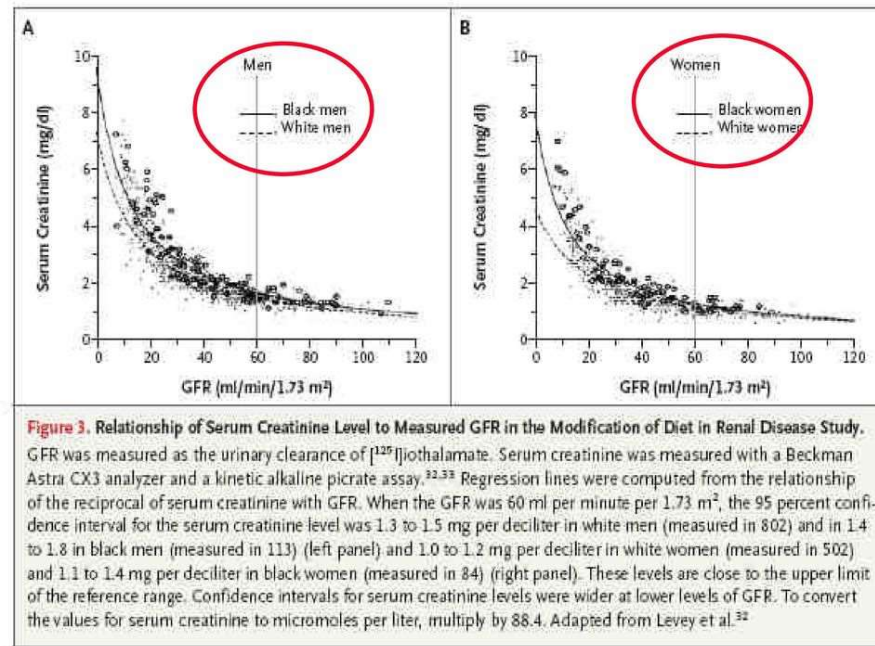 A
B
Men
Women
Black men
White men
Black women
White women
Serum Creatinine (mg/dl)
10
8
6
4
2
0
0 20 40 60 80 100 120
GFR (ml/min/1.73 m²)
Serum Creatinine (mg/dl)
10
8
6
4
2
0
0 20 40 60 80 100 120
GFR (ml/min/1.73 m²)
Figure 3. Relationship of Serum Creatinine Level to Measured GFR in the Modification of Diet in Renal Disease Study.
GFR was measured as the urinary clearance of [¹²⁵I]iothalamate. Serum creatinine was measured with a Beckman
Astra CX3 analyzer and a kinetic alkaline picrate assay.³²,³³ Regression lines were computed from the relationship
of the reciprocal of serum creatinine with GFR. When the GFR was 60 ml per minute per 1.73 m², the 95 percent confi-
dence interval for the serum creatinine level was 1.3 to 1.5 mg per deciliter in white men (measured in 802) and in 1.4
to 1.8 in black men (measured in 113) (left panel) and 1.0 to 1.2 mg per deciliter in white women (measured in 502)
and 1.1 to 1.4 mg per deciliter in black women (measured in 84) (right panel). These levels are close to the upper limit
of the reference range. Confidence intervals for serum creatinine levels were wider at lower levels of GFR. To convert
the values for serum creatinine to micromoles per liter, multiply by 88.4. Adapted from Levey et al.³²